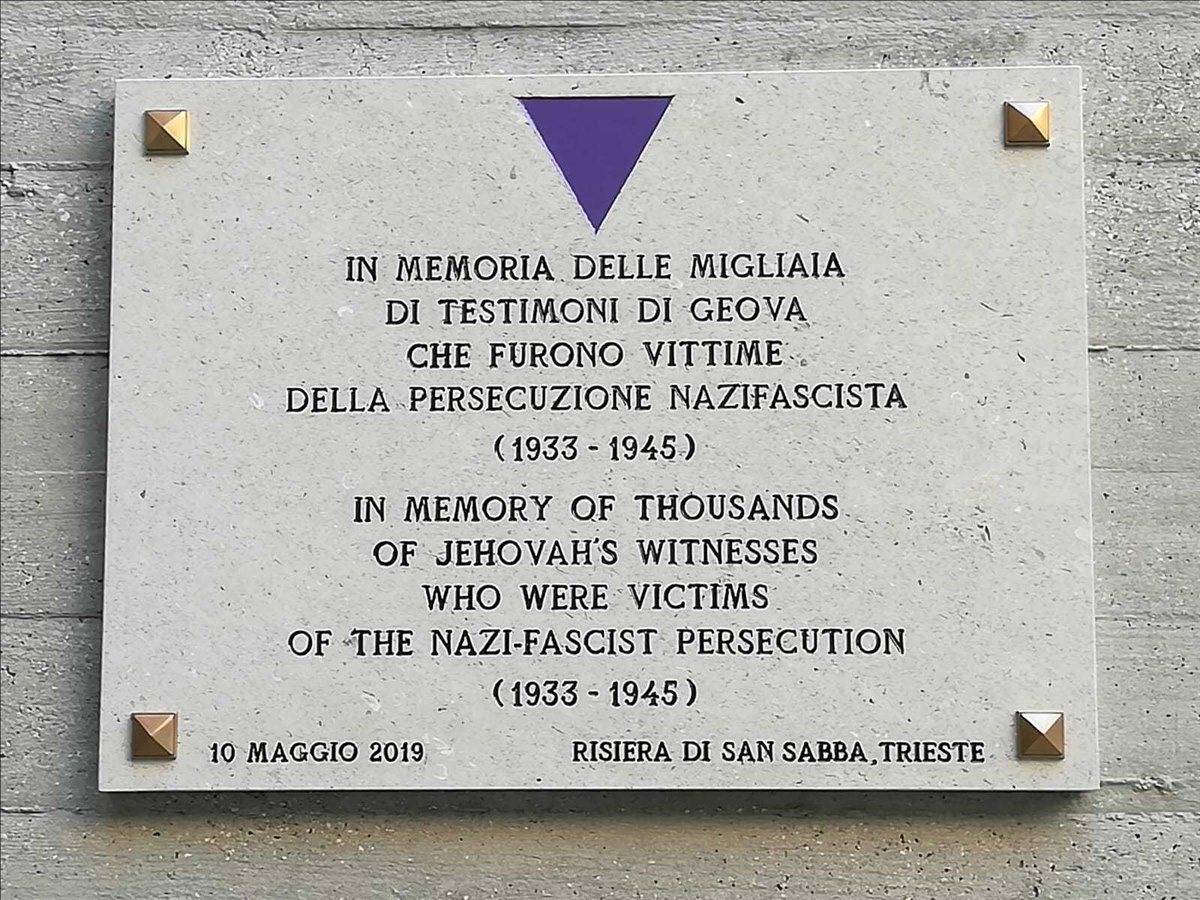 IN MEMORIA DELLE MIGLIAIA
DI TESTIMONI DI GEOVA
CHE FURONO VITTIME
DELLA PERSECUZIONE NAZIFASCISTA
(1933 - 1945)
IN MEMORY OF THOUSANDS
OF JEHOVAH'S WITNESSES
WHO WERE VICTIMS
OF THE NAZI-FASCIST PERSECUTION
(1933 - 1945)
10 MAGGIO 2019 RISIERA DI SAN SABBA, TRIESTE